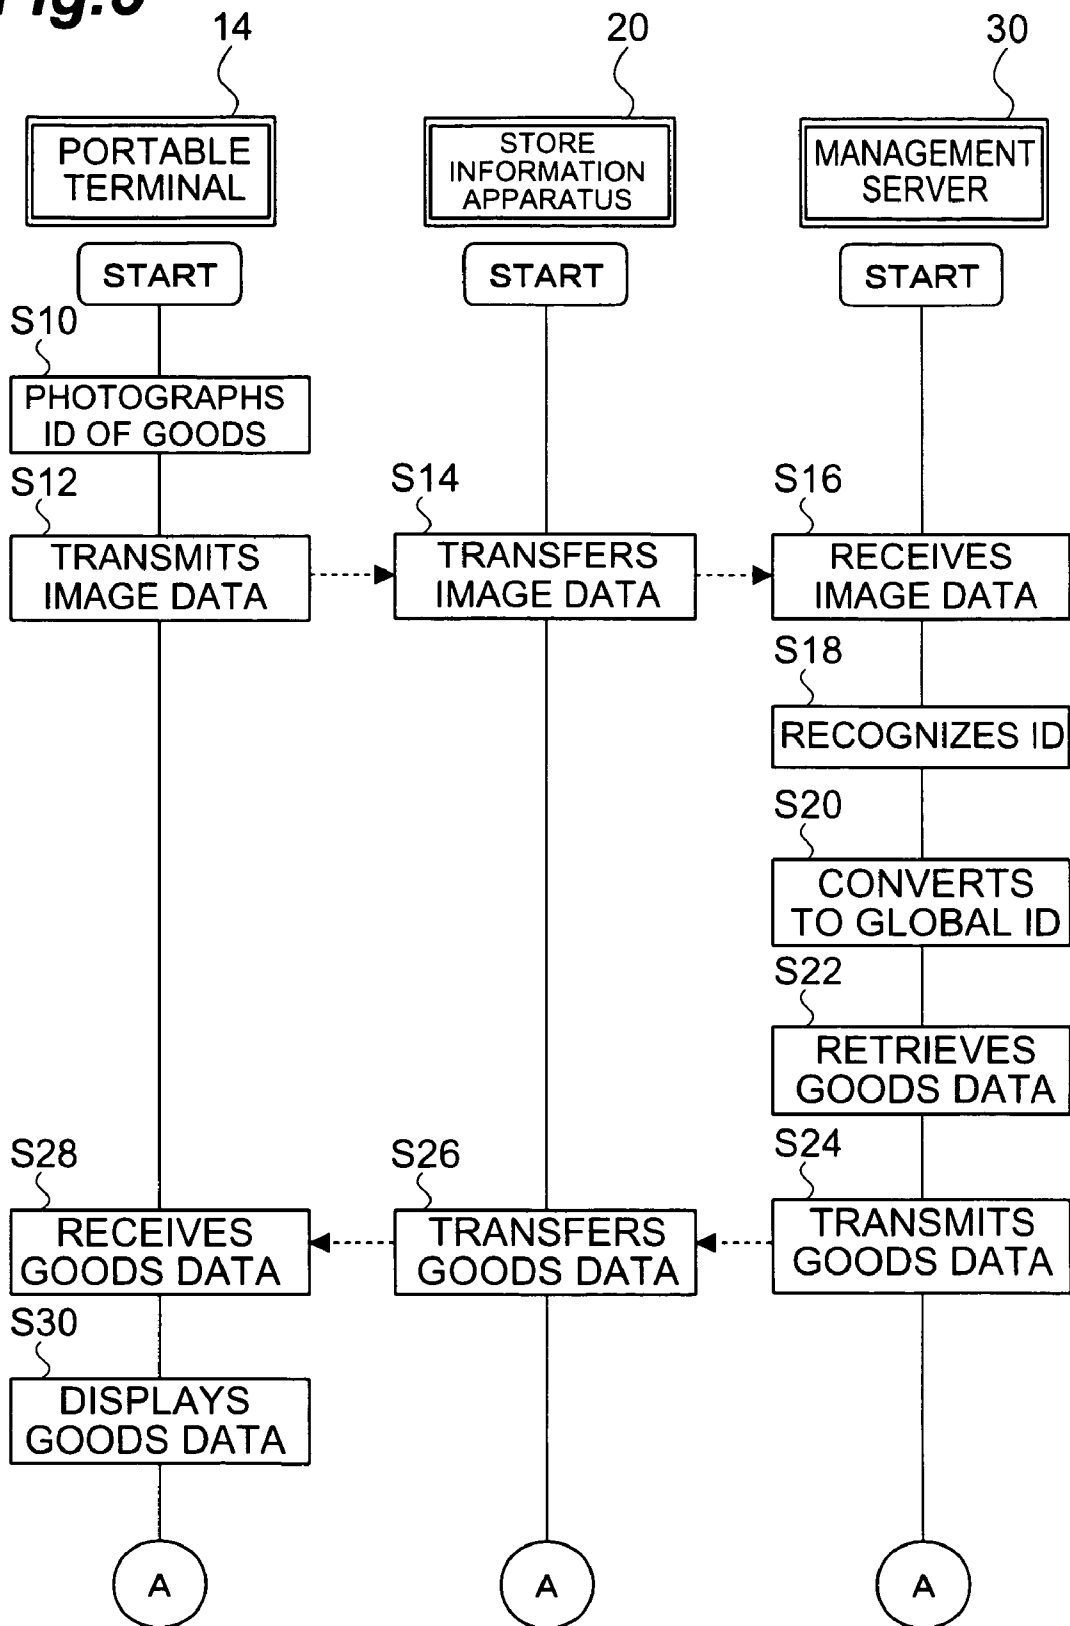 14
20
30
PORTABLE
TERMINAL
STORE
INFORMATION
APPARATUS
MANAGEMENT
SERVER
START
START
START
S10
PHOTOGRAPHS
ID OF GOODS
S12
S14
S16
TRANSMITS
IMAGE DATA
TRANSFERS
IMAGE DATA
RECEIVES
IMAGE DATA
S18
RECOGNIZES ID
S20
CONVERTS
TO GLOBAL ID
S22
RETRIEVES
GOODS DATA
S28
S26
S24
RECEIVES
GOODS DATA
TRANSFERS
GOODS DATA
TRANSMITS
GOODS DATA
S30
DISPLAYS
GOODS DATA
A
A
A